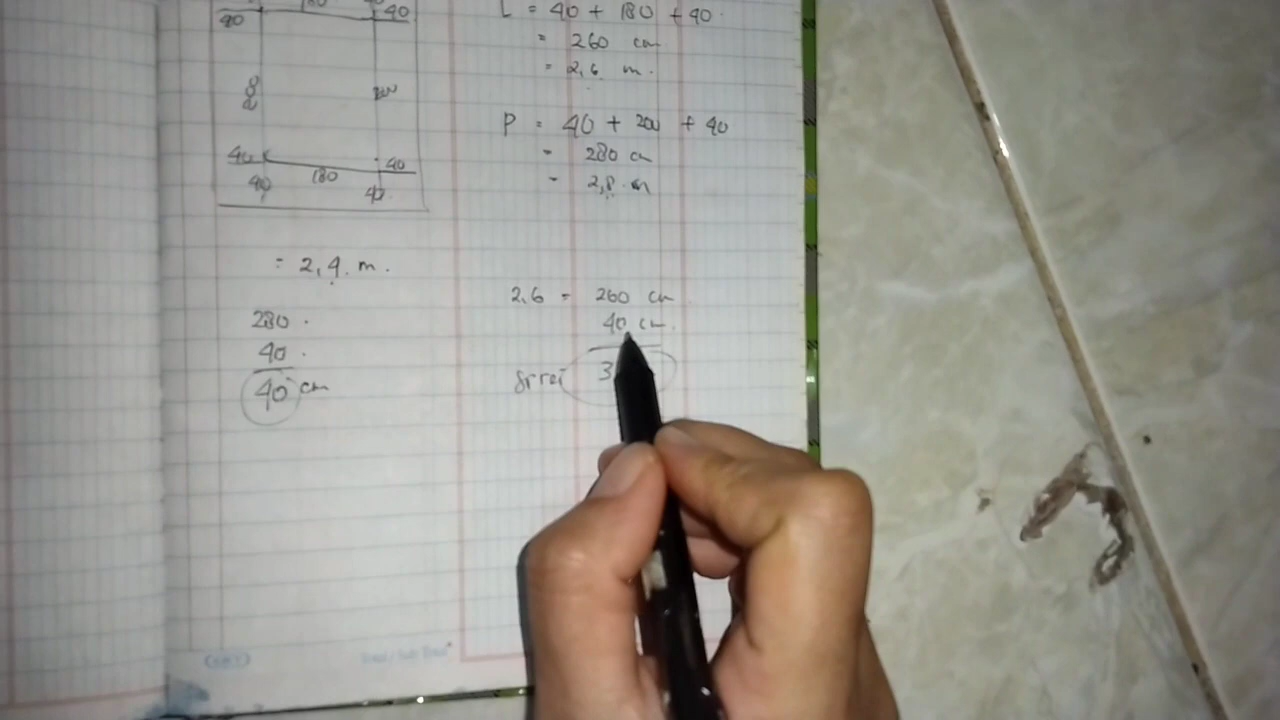 180
40
40
L = 40 + 180 + 40.
= 260 cm
= 2,6 m.
200
200
P = 40 + 200 + 40
= 280 cm
= 2,8 m
40
40
180
40
40
= 2,4 m.
280.
40.
40 cm
2,6 = 260 cm
40 cm